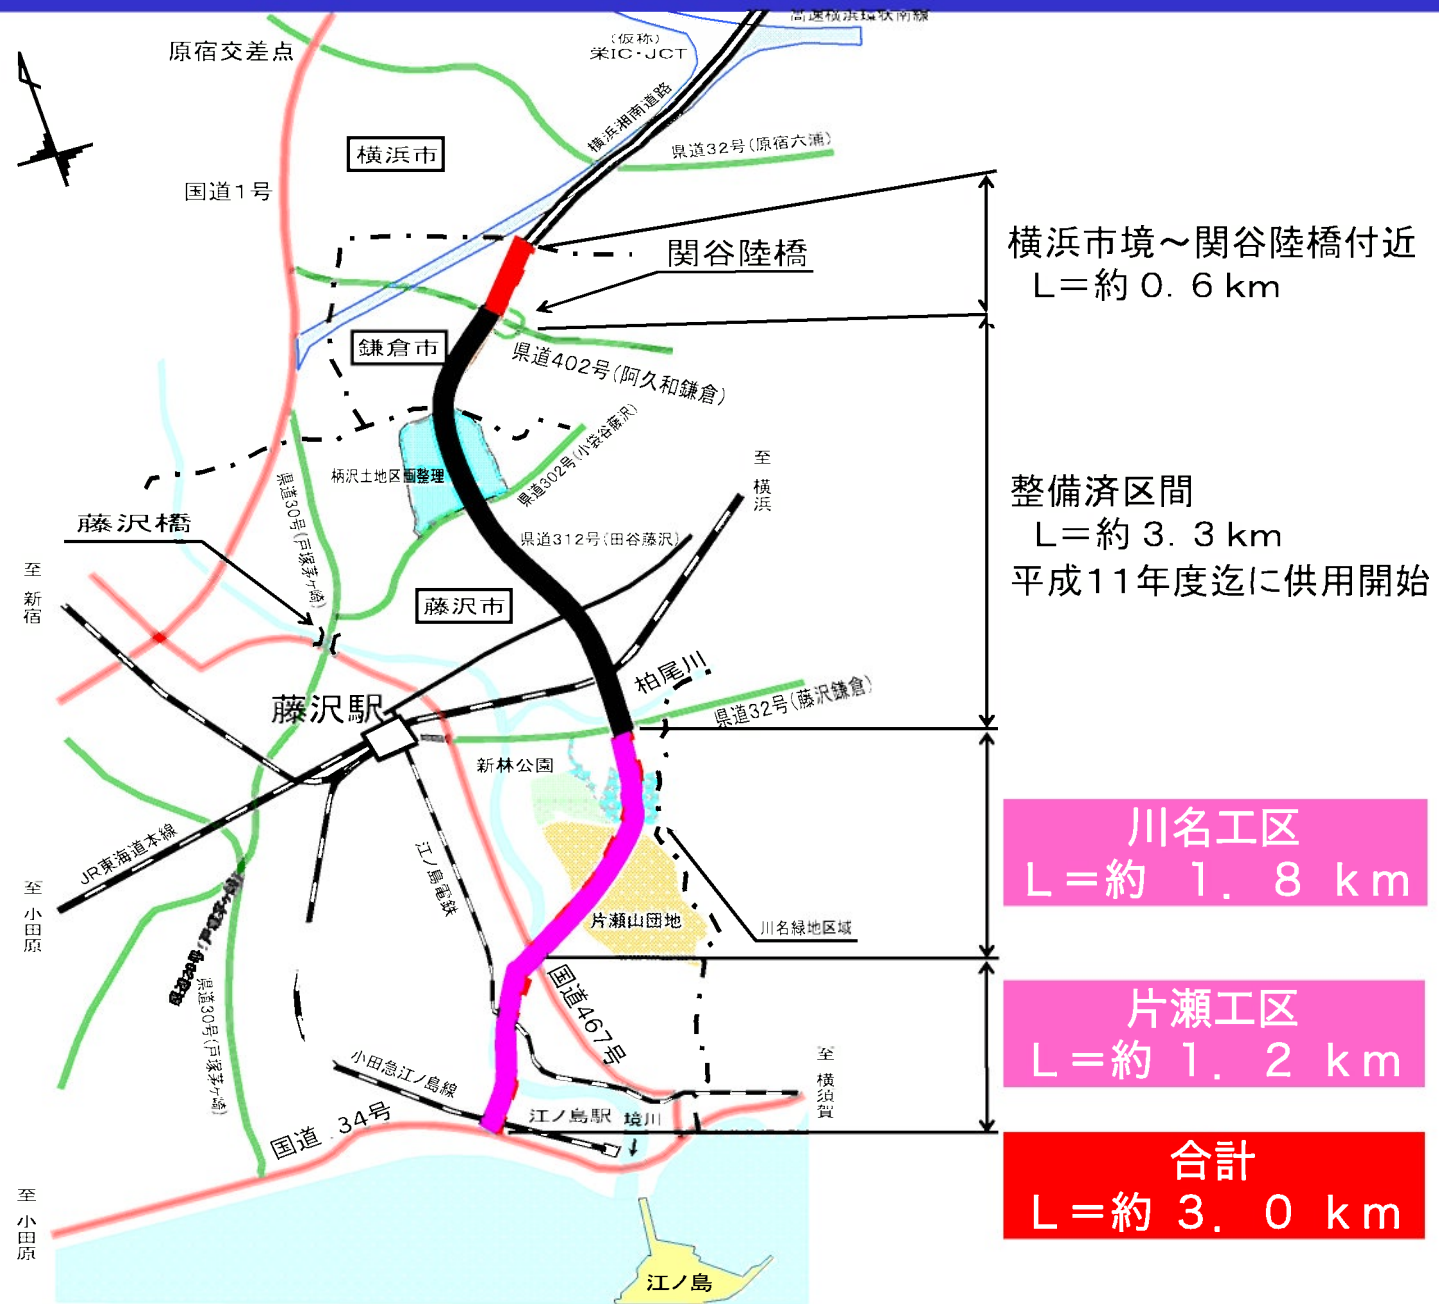 高速横浜環状南線
(仮称)
栄IC・JCT
原宿交差点
横浜湘南道路
県道32号(原宿六浦)
横浜市
国道1号
関谷陸橋
横浜市境～関谷陸橋付近
L=約0.6km
鎌倉市
県道402号(阿久和鎌倉)
県道302号(小袋谷藤沢)
柄沢土地区画整理
至 横浜
県道30号(戸塚茅ケ崎)
整備済区間
L=約3.3km
平成11年度迄に供用開始
藤沢橋
県道312号(田谷藤沢)
至 新宿
藤沢市
柏尾川
藤沢駅
県道32号(藤沢鎌倉)
新林公園
川名工区
L=約 1.8 km
JR東海道本線
江ノ島電鉄
至 小田原
片瀬山団地
川名緑地区域
国道467号
県道30号(戸塚茅ケ崎)
片瀬工区
L=約 1.2 km
小田急江ノ島線
至 横須賀
国道 34号
江ノ島駅
境川
合計
L=約 3.0 km
至 小田原
江ノ島